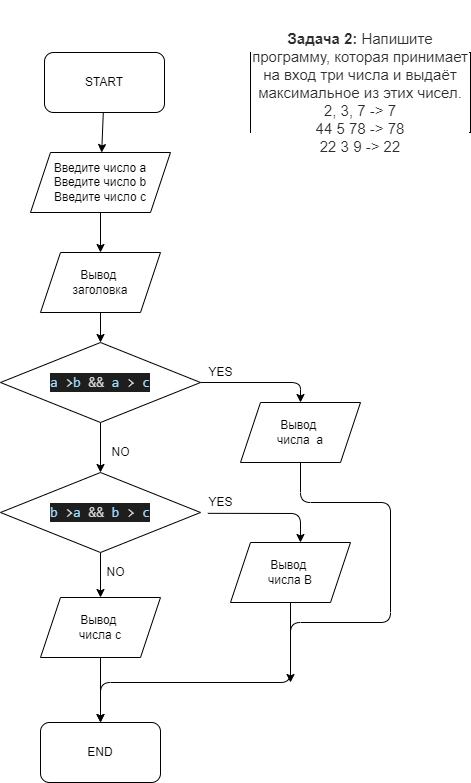 Задача 2: Напишите
программу, которая принимает
на вход три числа и выдаёт
максимальное из этих чисел.
2, 3, 7 -> 7
44 5 78 -> 78
22 3 9 -> 22
START
Введите число a
Введите число b
Введите число c
Вывод
заголовка
a >b && a > c
YES
Вывод
числа a
NO
b >a && b > c
YES
Вывод
числа B
NO
Вывод
числа c
END